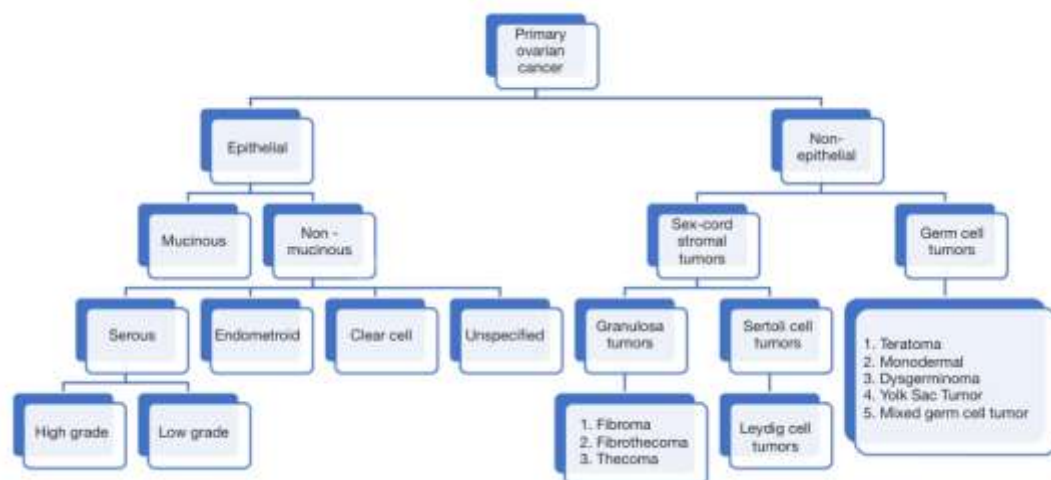 Primary
ovarian
cancer
Epithelial
Non-
epithelial
Mucinous
Non -
mucinous
Sex-cord
stromal
tumors
Germ cell
tumors
Serous
Endometroid
Clear cell
Unspecified
Granulosa
tumors
Sertoli cell
tumors
1. Teratoma
2. Monodermal
3. Dysgerminoma
4. Yolk Sac Tumor
5. Mixed germ cell tumor
High grade
Low grade
1. Fibroma
2. Fibrothecoma
3. Thecoma
Leydig cell
tumors